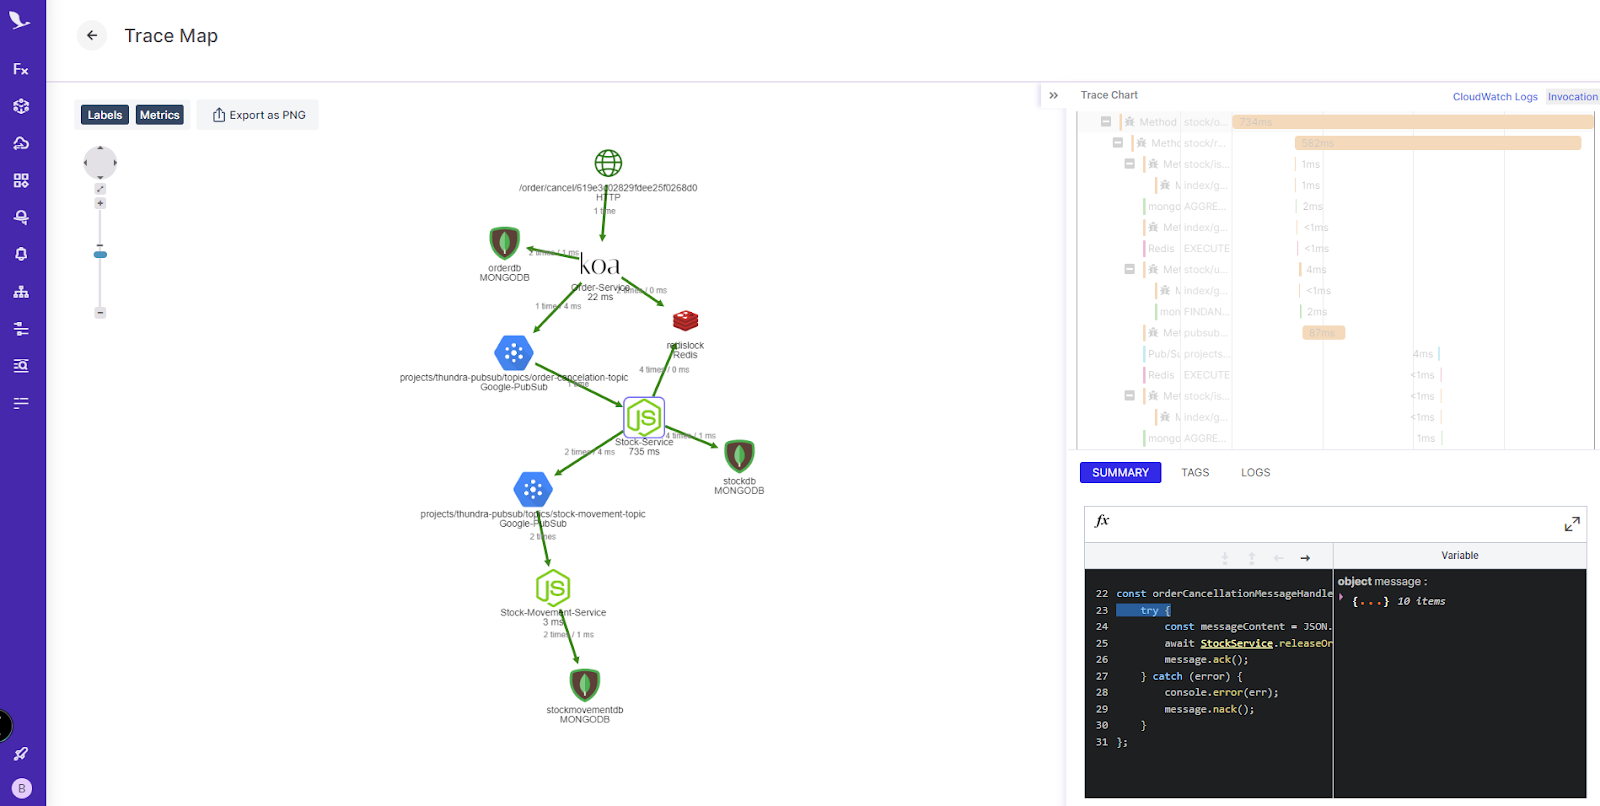 Trace Map
Labels
Metrics
Export as PNG
/order/cancel/619e3c02829fdee25f0268d0
HTTP
1 time
orderdb
MONGODB
2 times / 1 ms
koa
Order-Service
22 ms
2 times / 0 ms
1 times / 4 ms
redislock
Redis
projects/thundra-pubsub/topics/order-cancelation-topic
Google-PubSub
1 time
4 times / 0 ms
JS
Stock-Service
735 ms
4 times / 1 ms
2 times / 4 ms
stockdb
MONGODB
projects/thundra-pubsub/topics/stock-movement-topic
Google-PubSub
2 times
JS
Stock-Movement-Service
3 ms
2 times / 1 ms
stockmovementdb
MONGODB
Fx
B
Trace Chart
CloudWatch Logs
Invocation
Method stock/o... 734ms
Metho stock/r... 582ms
Met stock/is 1ms
M index/g 1ms
mongo AGGRE... 2ms
Me index/g <1ms
Redis EXECUTE <1ms
Met stock/u 4ms
M index/g <1ms
mon FINDAN 2ms
Me pubsub... 87ms
Pub/Su projects... 4ms
Redis EXECUTE <1ms
Met stock/is <1ms
M index/g <1ms
mongo AGGRE... 1ms
SUMMARY
TAGS
LOGS
fx
Variable
22 const orderCancellationMessageHandle
23 try {
24 const messageContent = JSON.
25 await StockService.releaseOr
26 message.ack();
27 } catch (error) {
28 console.error(err);
29 message.nack();
30 }
31 };
object message :
{...} 10 items